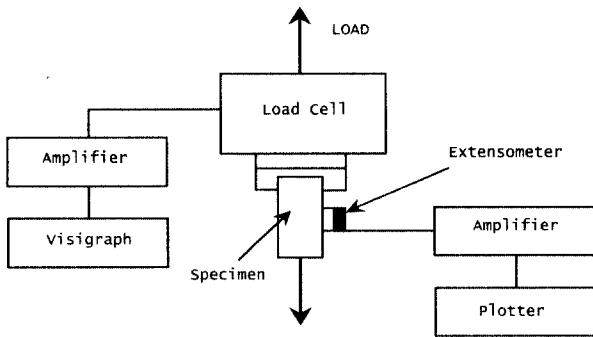 LOAD
Load Cell
Amplifier
Extensometer
Visigraph
Amplifier
Specimen
Plotter